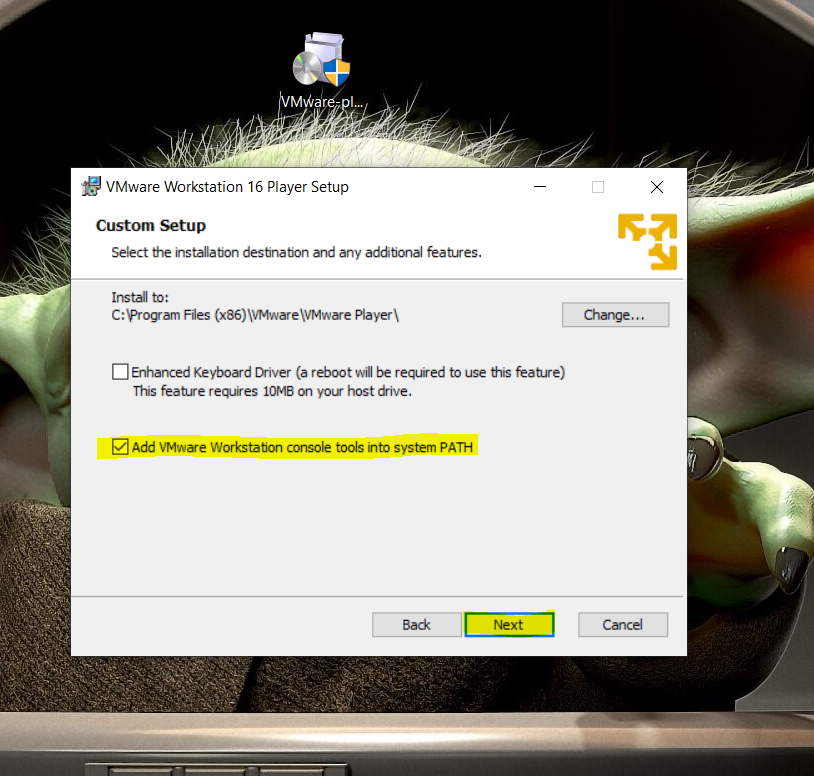 VMware-pl...
VMware Workstation 16 Player Setup
Custom Setup
Select the installation destination and any additional features.
Install to:
C:\Program Files (x86)\VMware\VMware Player\
Change...
Enhanced Keyboard Driver (a reboot will be required to use this feature)
This feature requires 10MB on your host drive.
Add VMware Workstation console tools into system PATH
Back
Next
Cancel